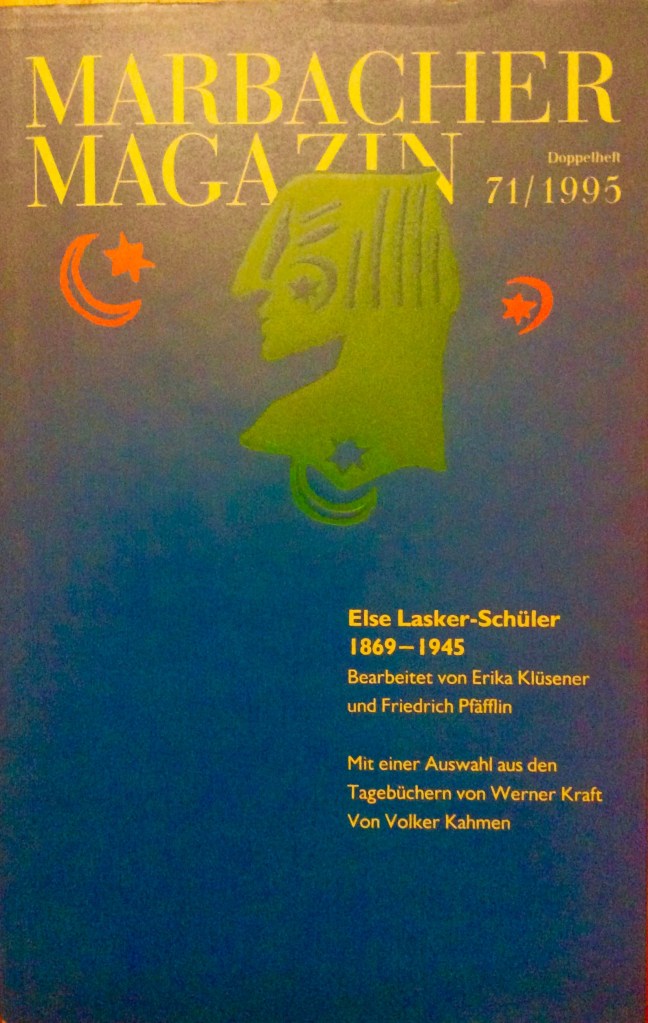 MARBACHER
MAGAZIN
Doppelheft
71/1995
Else Lasker-Schüler
1869–1945
Bearbeitet von Erika Klüsener
und Friedrich Pfäfflin
Mit einer Auswahl aus den
Tagebüchern von Werner Kraft
Von Volker Kahmen